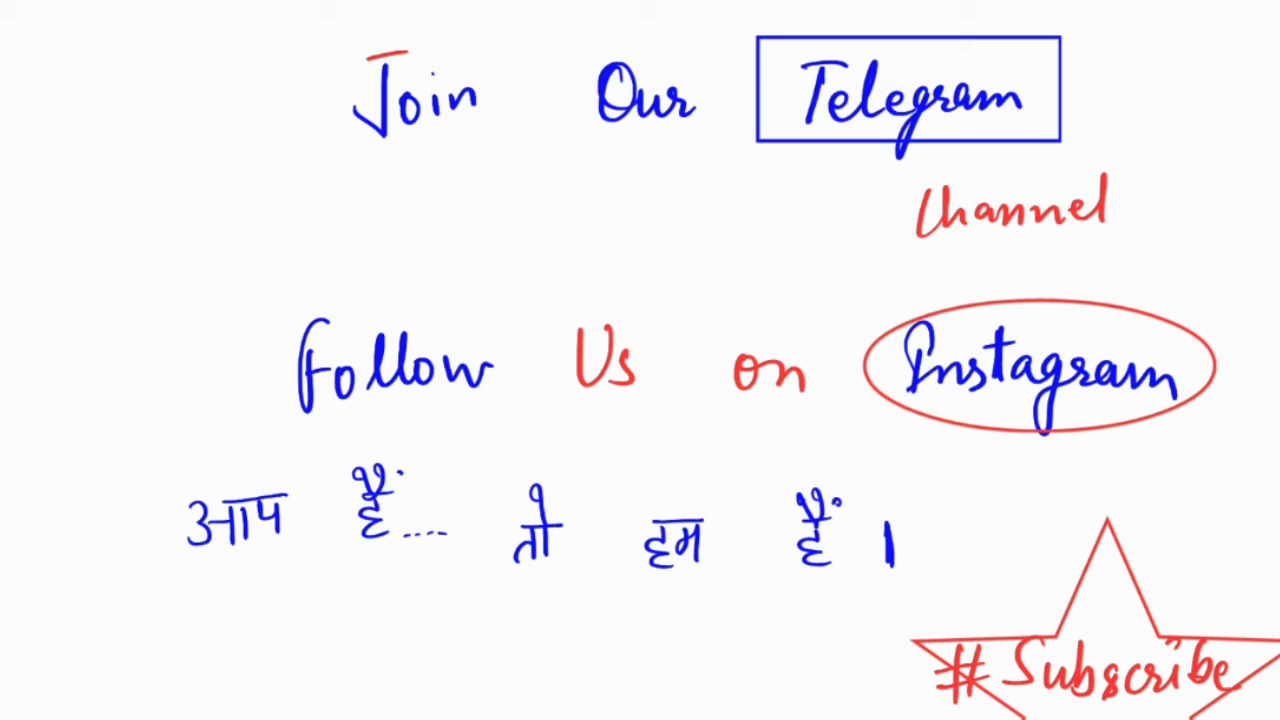 Join Our Telegram
Channel
Follow Us on Instagram
आप हैं.... तो हम हैं।
#Subscribe